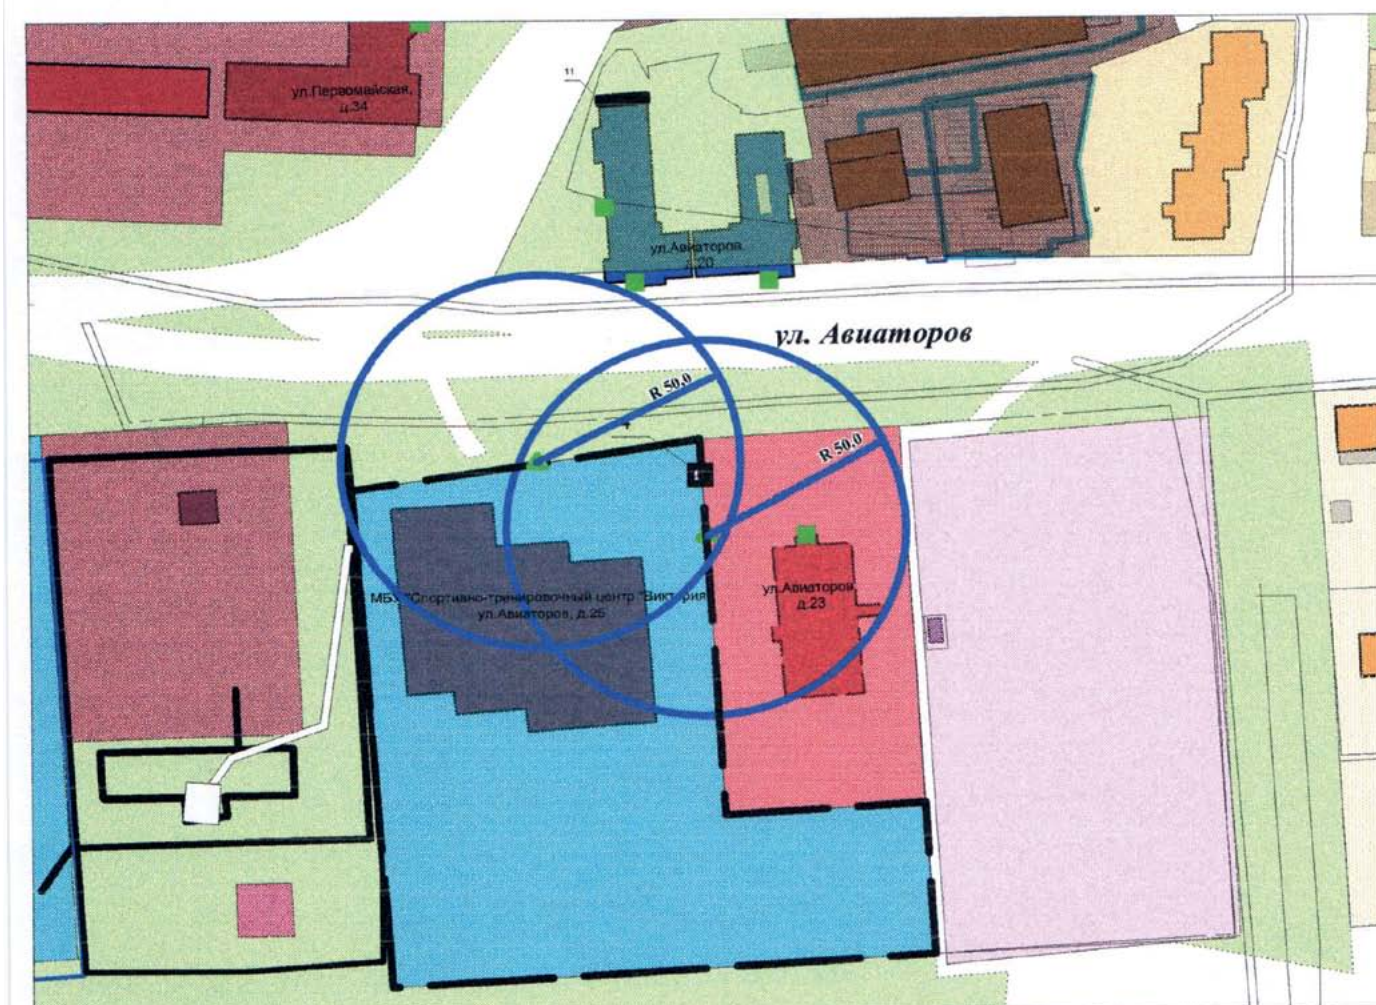 11
ул.Первомайская,
д.34
ул.Авиаторов,
д.20
ул. Авиаторов
R 50,0
R 50,0
МБУ "Спортивно-тренировочный центр "Виктория
ул.Авиаторов, д.25
ул.Авиаторов,
д.23